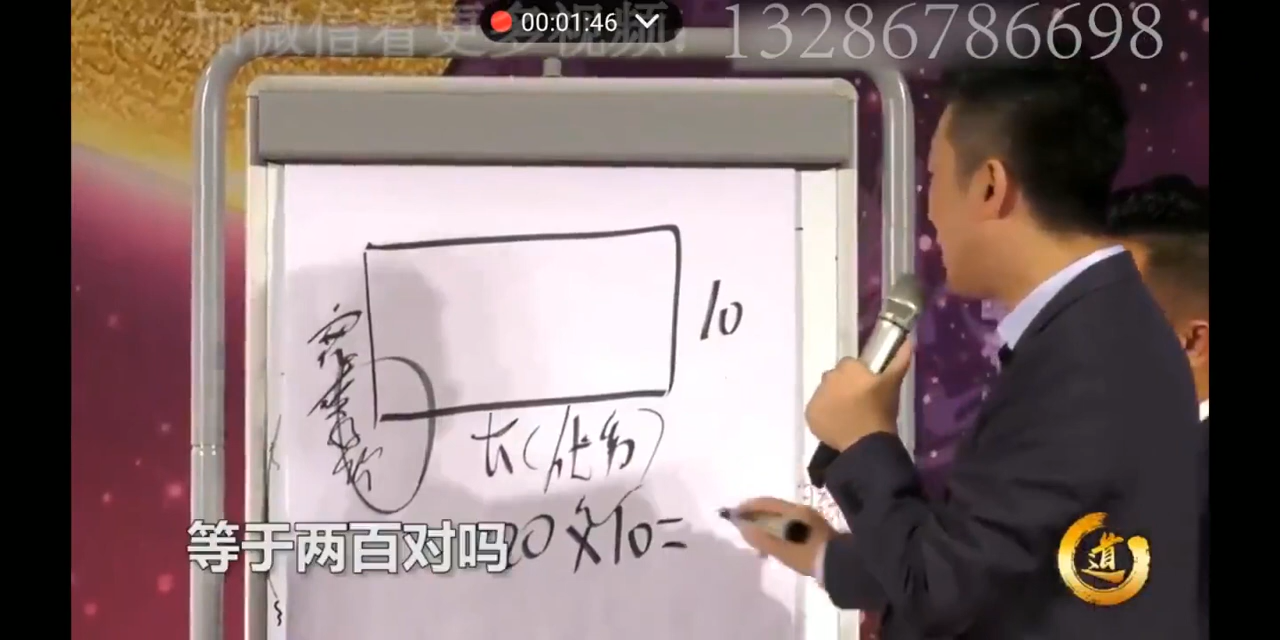 加微信看更多视频: 13286786698
00:01:46
10
长(优势)
20×10=
等于两百对吗
道